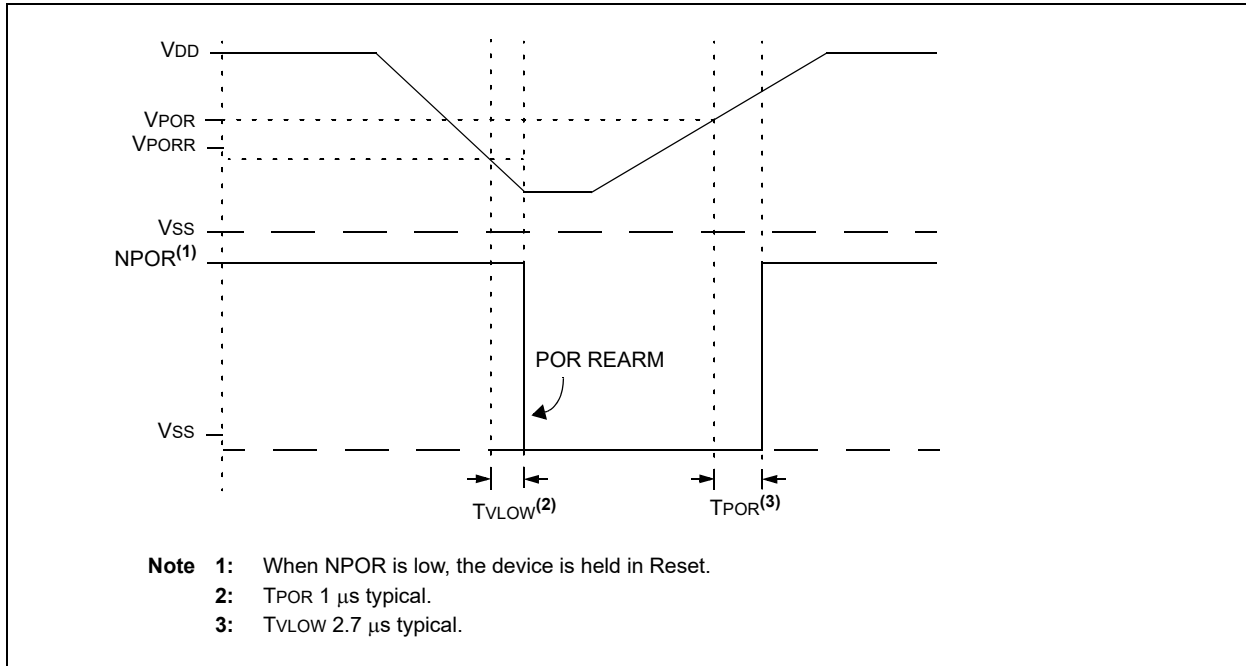 VDD
VPOR
VPORR
VSS
NPOR(1)
POR REARM
VSS
TVLOW(2)
TPOR(3)
Note 1: When NPOR is low, the device is held in Reset.
2: TPOR 1 μs typical.
3: TVLOW 2.7 μs typical.